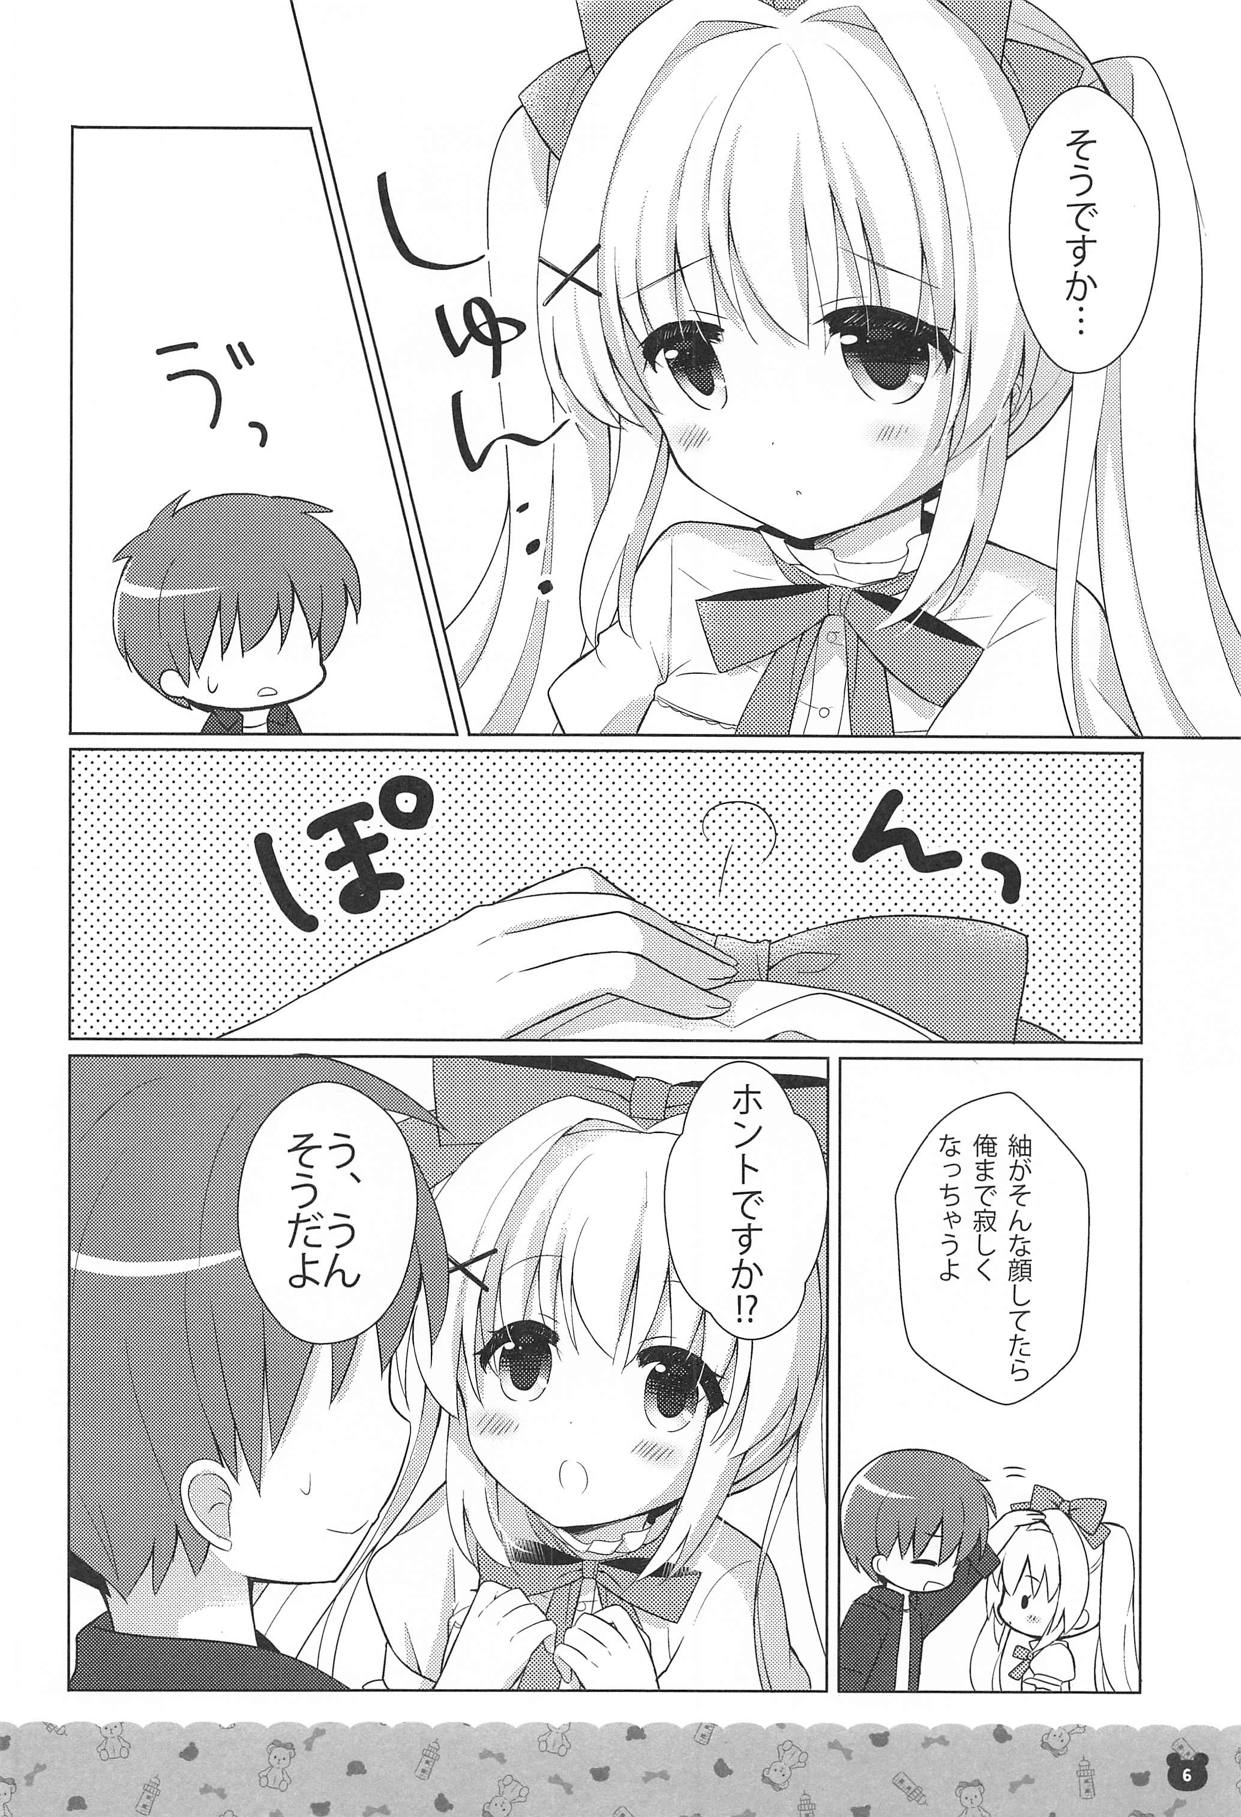 そうですか…
しゅん…
ゔっ
ぽんっ
紬がそんな顔してたら
俺まで寂しく
なっちゃうよ
ホントですか!?
う、うん
そうだよ
6